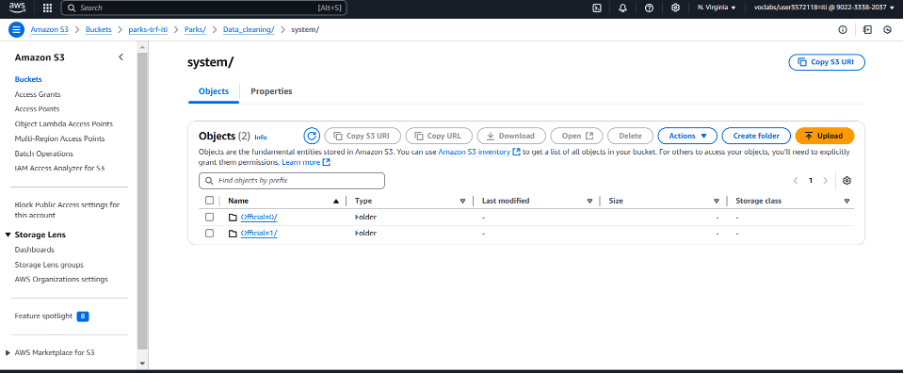 aws
Search
[Alt+S]
N. Virginia
voclabs/user3572118=iti @ 9022-3338-2037
Amazon S3 > Buckets > parks-trf-iti > Parks/ > Data_cleaning/ > system/
Amazon S3
Buckets
Access Grants
Access Points
Object Lambda Access Points
Multi-Region Access Points
Batch Operations
IAM Access Analyzer for S3
Block Public Access settings for
this account
Storage Lens
Dashboards
Storage Lens groups
AWS Organizations settings
Feature spotlight 8
AWS Marketplace for S3
system/
Copy S3 URI
Objects
Properties
Objects (2) Info
Copy S3 URI
Copy URL
Download
Open
Delete
Actions
Create folder
Upload
Objects are the fundamental entities stored in Amazon S3. You can use Amazon S3 inventory to get a list of all objects in your bucket. For others to access your objects, you'll need to explicitly
grant them permissions. Learn more
Find objects by prefix
1
Name Type Last modified Size Storage class
Official=0/ Folder - - -
Official=1/ Folder - - -